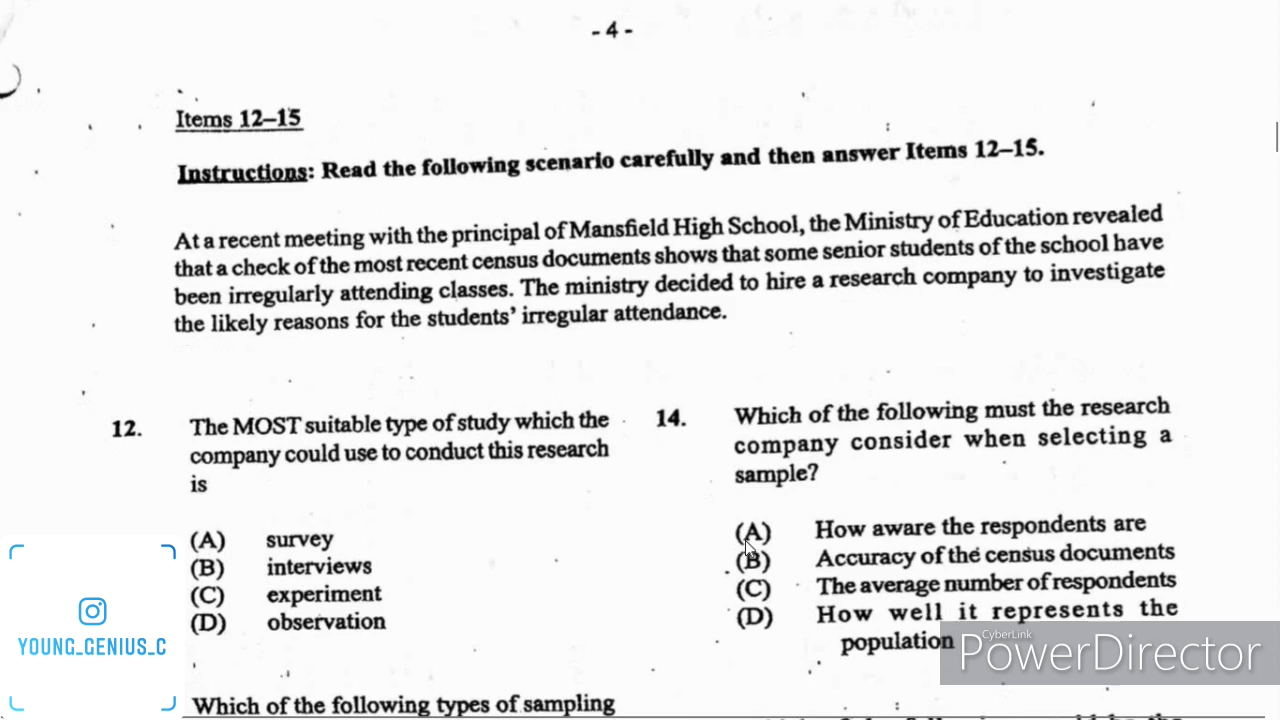 - 4 -
Items 12–15
Instructions: Read the following scenario carefully and then answer Items 12–15.
At a recent meeting with the principal of Mansfield High School, the Ministry of Education revealed
that a check of the most recent census documents shows that some senior students of the school have
been irregularly attending classes. The ministry decided to hire a research company to investigate
the likely reasons for the students' irregular attendance.
12. The MOST suitable type of study which the
company could use to conduct this research
is
(A) survey
(B) interviews
(C) experiment
(D) observation
Which of the following types of sampling
14. Which of the following must the research
company consider when selecting a
sample?
(A) How aware the respondents are
(B) Accuracy of the census documents
(C) The average number of respondents
(D) How well it represents the
population
YOUNG_GENIUS_C
CyberLink
PowerDirector